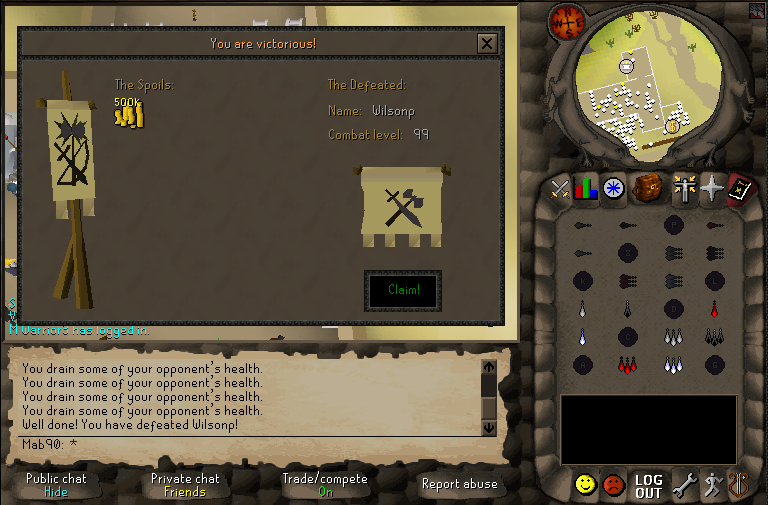 You are victorious!
The Spoils:
500K
The Defeated:
Name: Wilsonp
Combat level: 99
Claim!
M Warrior1 has logged in.
You drain some of your opponent's health.
You drain some of your opponent's health.
You drain some of your opponent's health.
You drain some of your opponent's health.
Well done! You have defeated Wilsonp!
Mab90: *
Public chat
Hide
Private chat
Friends
Trade/compete
On
Report abuse
LOG
OUT